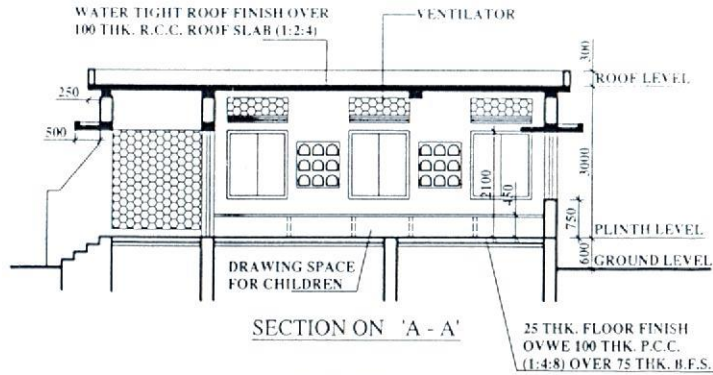 WATER TIGHT ROOF FINISH OVER
100 THK. R.C.C. ROOF SLAB (1:2:4)
VENTILATOR
300
ROOF LEVEL
250
500
2100
450
3000
750
PLINTH LEVEL
600
GROUND LEVEL
DRAWING SPACE
FOR CHILDREN
SECTION ON 'A - A'
25 THK. FLOOR FINISH
OVWE 100 THK. P.C.C.
(1:4:8) OVER 75 THK. B.F.S.